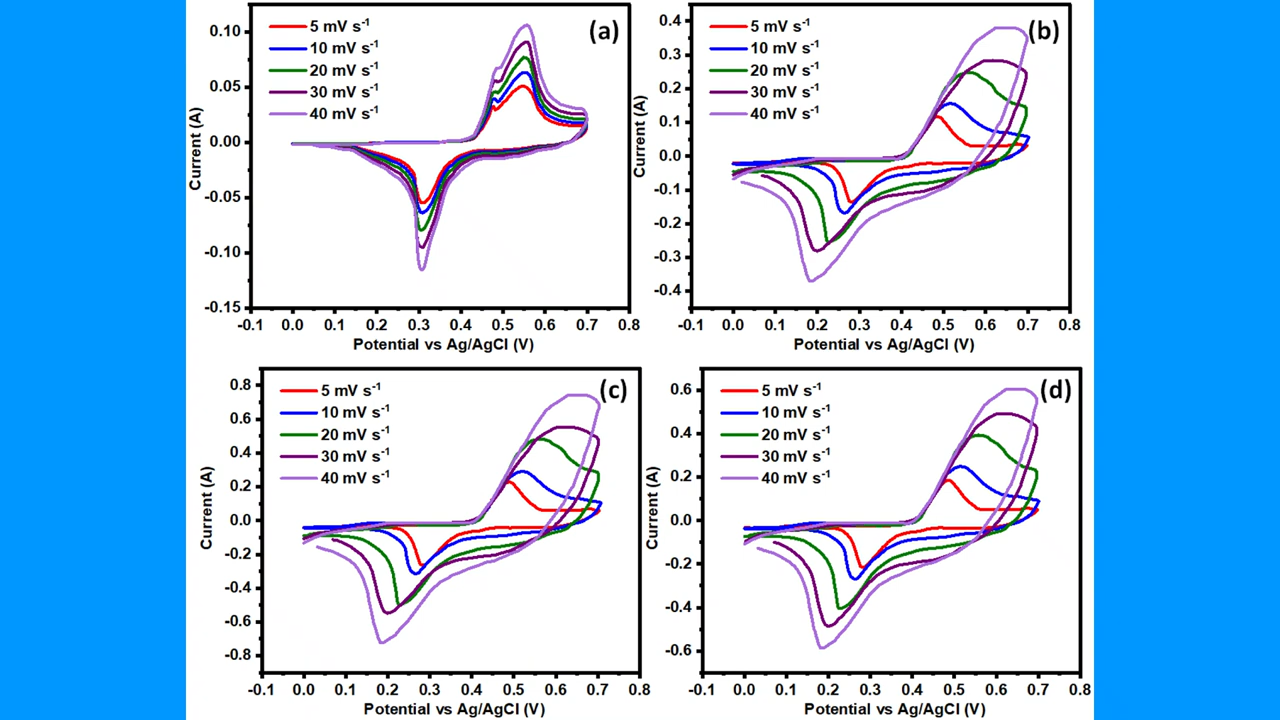 (a)
5 mV s⁻¹
10 mV s⁻¹
20 mV s⁻¹
30 mV s⁻¹
40 mV s⁻¹
0.10
0.05
0.00
-0.05
-0.10
-0.15
Current (A)
-0.1 0.0 0.1 0.2 0.3 0.4 0.5 0.6 0.7 0.8
Potential vs Ag/AgCl (V)
(b)
5 mV s⁻¹
10 mV s⁻¹
20 mV s⁻¹
30 mV s⁻¹
40 mV s⁻¹
0.4
0.3
0.2
0.1
0.0
-0.1
-0.2
-0.3
-0.4
Current (A)
-0.1 0.0 0.1 0.2 0.3 0.4 0.5 0.6 0.7 0.8
Potential vs Ag/AgCl (V)
(c)
5 mV s⁻¹
10 mV s⁻¹
20 mV s⁻¹
30 mV s⁻¹
40 mV s⁻¹
0.8
0.6
0.4
0.2
0.0
-0.2
-0.4
-0.6
-0.8
Current (A)
-0.1 0.0 0.1 0.2 0.3 0.4 0.5 0.6 0.7 0.8
Potential vs Ag/AgCl (V)
(d)
5 mV s⁻¹
10 mV s⁻¹
20 mV s⁻¹
30 mV s⁻¹
40 mV s⁻¹
0.6
0.4
0.2
0.0
-0.2
-0.4
-0.6
Current (A)
-0.1 0.0 0.1 0.2 0.3 0.4 0.5 0.6 0.7 0.8
Potential vs Ag/AgCl (V)